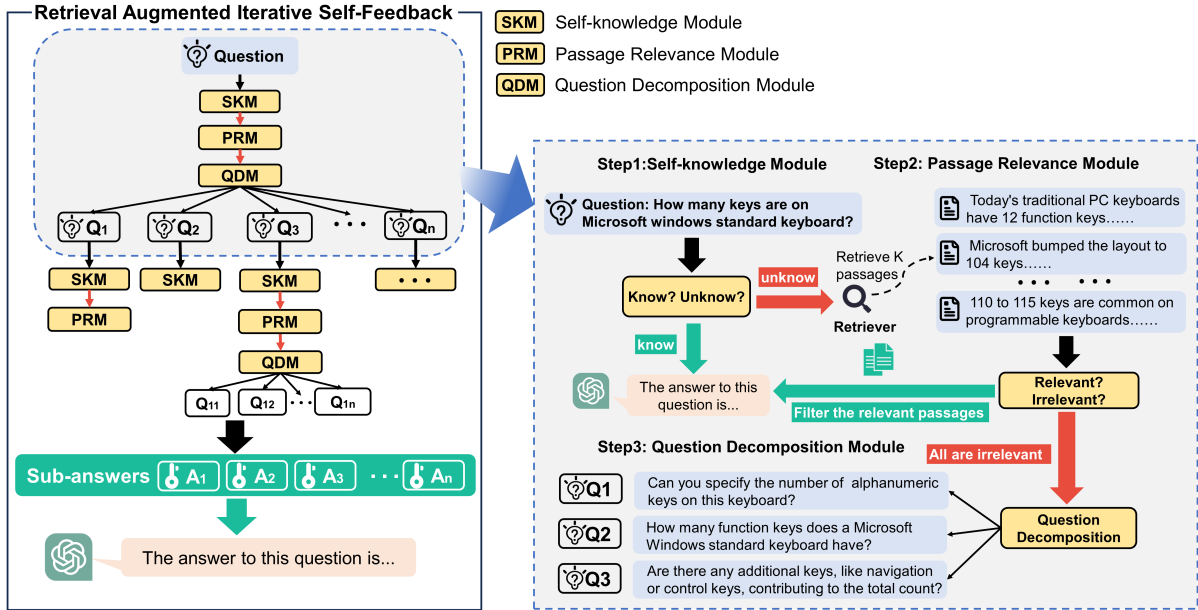 Retrieval Augmented Iterative Self-Feedback
Question
SKM
PRM
QDM
Q1
Q2
Q3
...
Qn
SKM
SKM
SKM
...
PRM
PRM
QDM
Q11
Q12
...
Q1n
Sub-answers
A1
A2
A3
...
An
The answer to this question is...
SKM
Self-knowledge Module
PRM
Passage Relevance Module
QDM
Question Decomposition Module
Step1:Self-knowledge Module
Question: How many keys are on
Microsoft windows standard keyboard?
Know? Unknow?
unknow
know
Retrieve K
passages
Retriever
The answer to this
question is...
Step2: Passage Relevance Module
Today's traditional PC keyboards
have 12 function keys......
Microsoft bumped the layout to
104 keys......
... ...
110 to 115 keys are common on
programmable keyboards......
Relevant?
Irrelevant?
Filter the relevant passages
All are irrelevant
Step3: Question Decomposition Module
Q1
Can you specify the number of alphanumeric
keys on this keyboard?
Q2
How many function keys does a Microsoft
Windows standard keyboard have?
Q3
Are there any additional keys, like navigation
or control keys, contributing to the total count?
Question
Decomposition